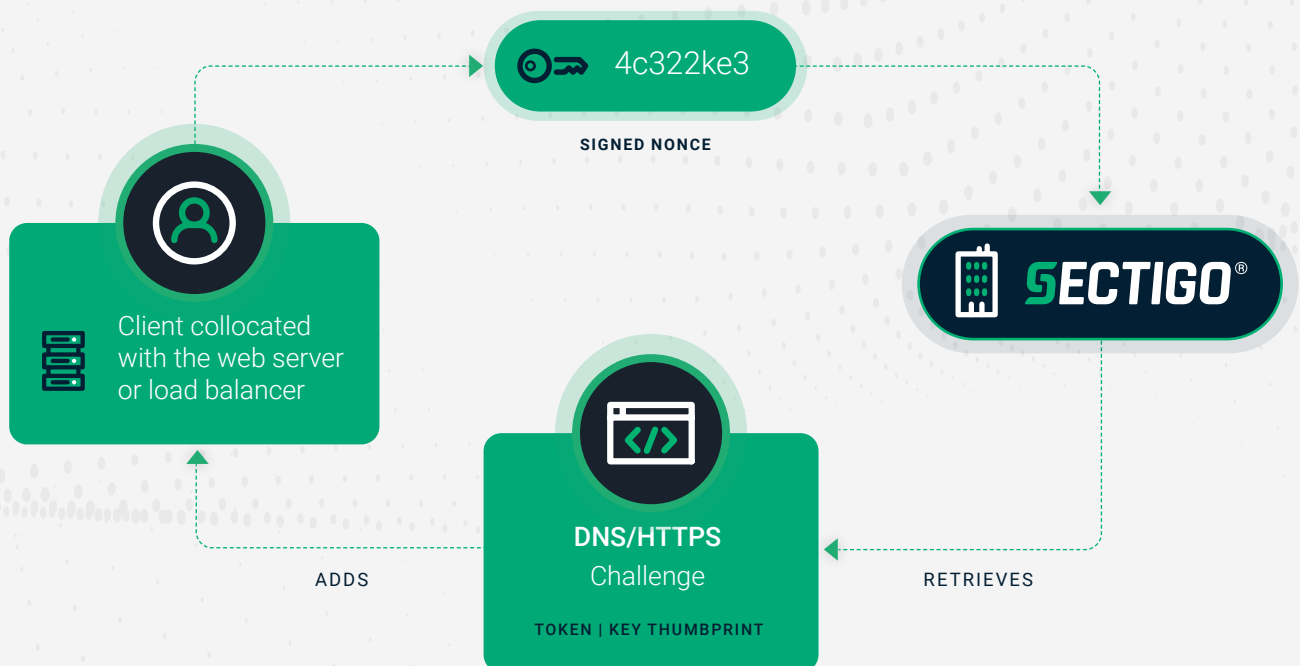 4c322ke3
SIGNED NONCE
SECTIGO®
Client collocated
with the web server
or load balancer
</>
DNS/HTTPS
Challenge
TOKEN | KEY THUMBPRINT
ADDS
RETRIEVES